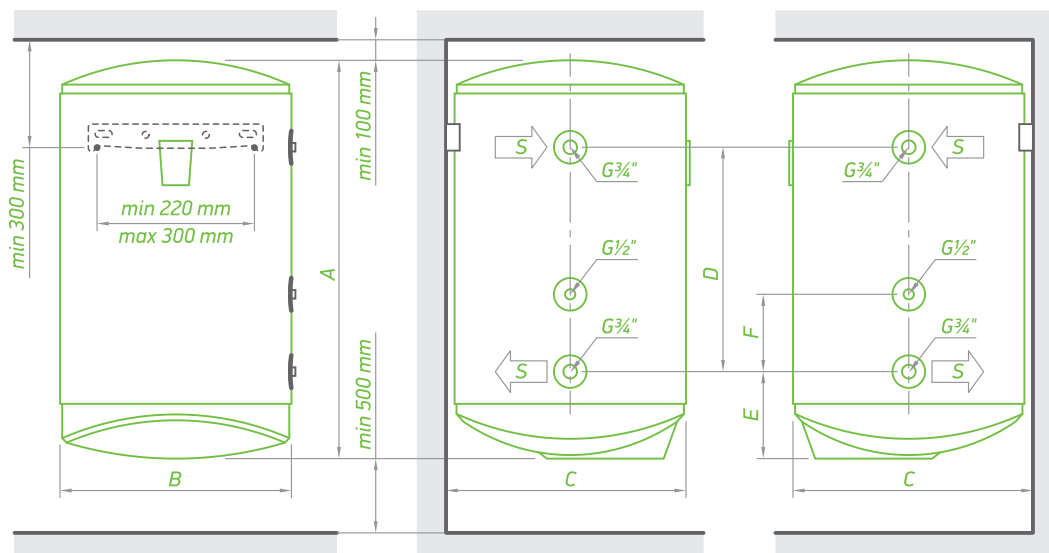 min 300 mm
min 220 mm
max 300 mm
B
A
min 100 mm
min 500 mm
S
G¾"
G½"
G¾"
S
C
D
G¾"
S
G½"
F
G¾"
S
E
C